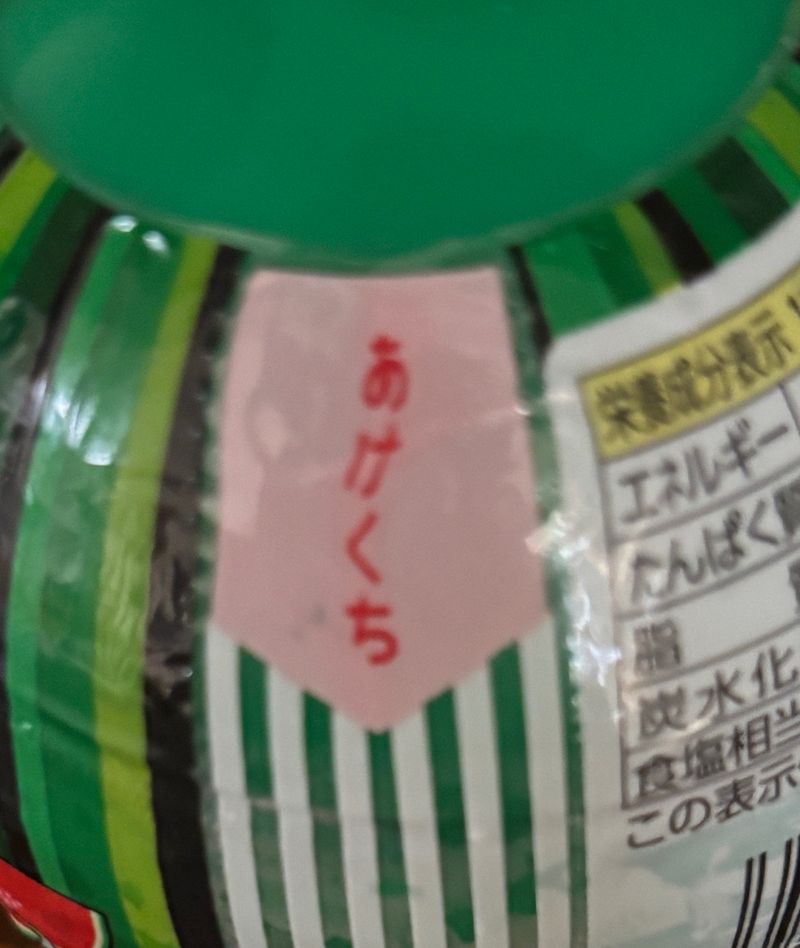 あけくち
栄養成分表示
エネルギー
たんぱく質
脂
炭水化
食塩相当
この表示